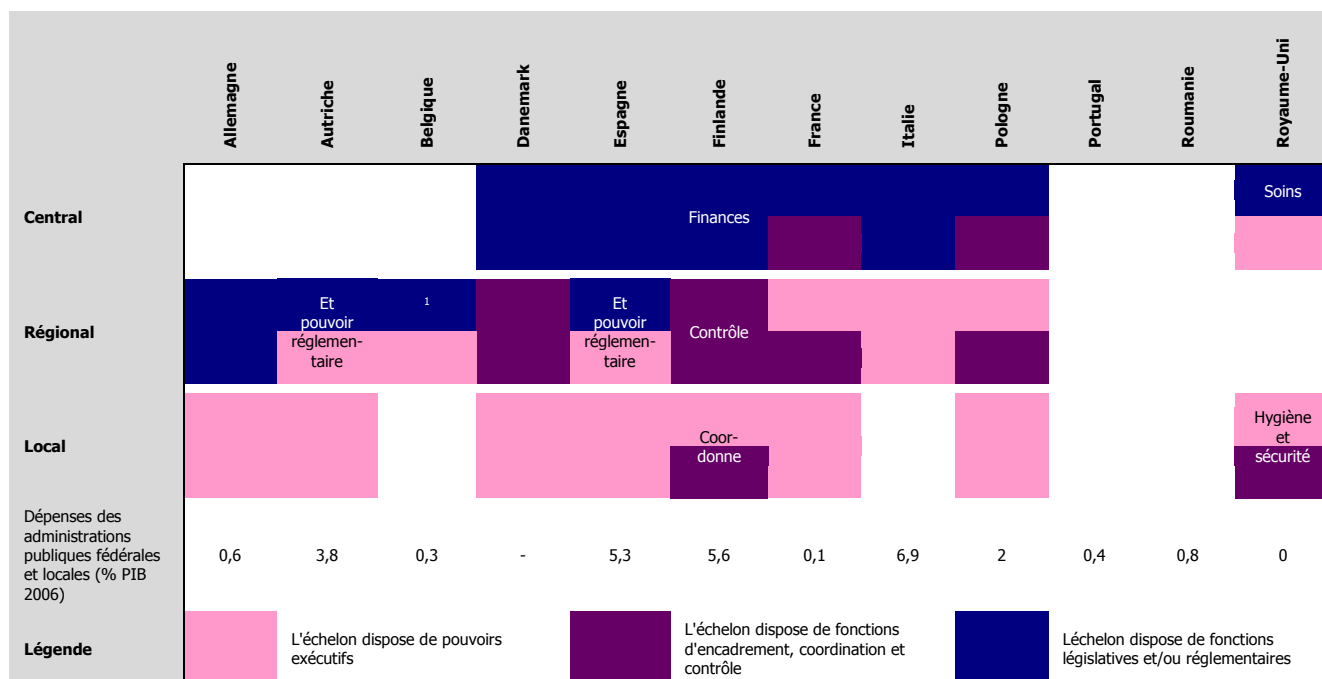 Allemagne
Autriche
Belgique
Danemark
Espagne
Finlande
France
Italie
Pologne
Portugal
Roumanie
Royaume-Uni
Central
Finances
Soins
Régional
Et
pouvoir
réglemen-
taire
1
Et
pouvoir
réglemen-
taire
Contrôle
Local
Coor-
donne
Hygiène
et
sécurité
Dépenses des
administrations
publiques fédérales
et locales (% PIB
2006)
0,6 3,8 0,3 - 5,3 5,6 0,1 6,9 2 0,4 0,8 0
Légende
L'échelon dispose de pouvoirs
exécutifs
L'échelon dispose de fonctions
d'encadrement, coordination et
contrôle
Léchelon dispose de fonctions
législatives et/ou réglementaires